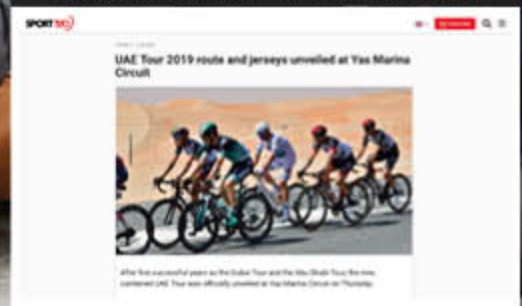 SPORT
UAE Tour 2019 route and jerseys unveiled at Yas Marina
Circuit
After five successful years as the Dubai Tour and the Abu Dhabi Tour, the new,
combined UAE Tour was officially unveiled at Yas Marina Circuit on Thursday.